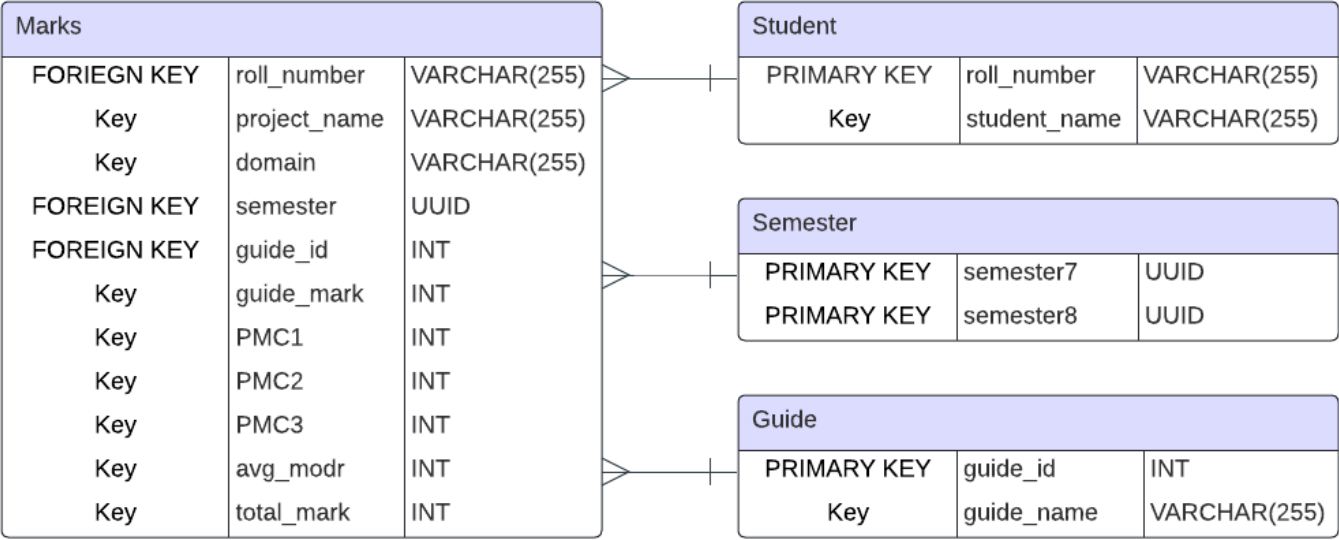 Marks
FORIEGN KEY roll_number VARCHAR(255)
Key project_name VARCHAR(255)
Key domain VARCHAR(255)
FOREIGN KEY semester UUID
FOREIGN KEY guide_id INT
Key guide_mark INT
Key PMC1 INT
Key PMC2 INT
Key PMC3 INT
Key avg_modr INT
Key total_mark INT
Student
PRIMARY KEY roll_number VARCHAR(255)
Key student_name VARCHAR(255)
Semester
PRIMARY KEY semester7 UUID
PRIMARY KEY semester8 UUID
Guide
PRIMARY KEY guide_id INT
Key guide_name VARCHAR(255)